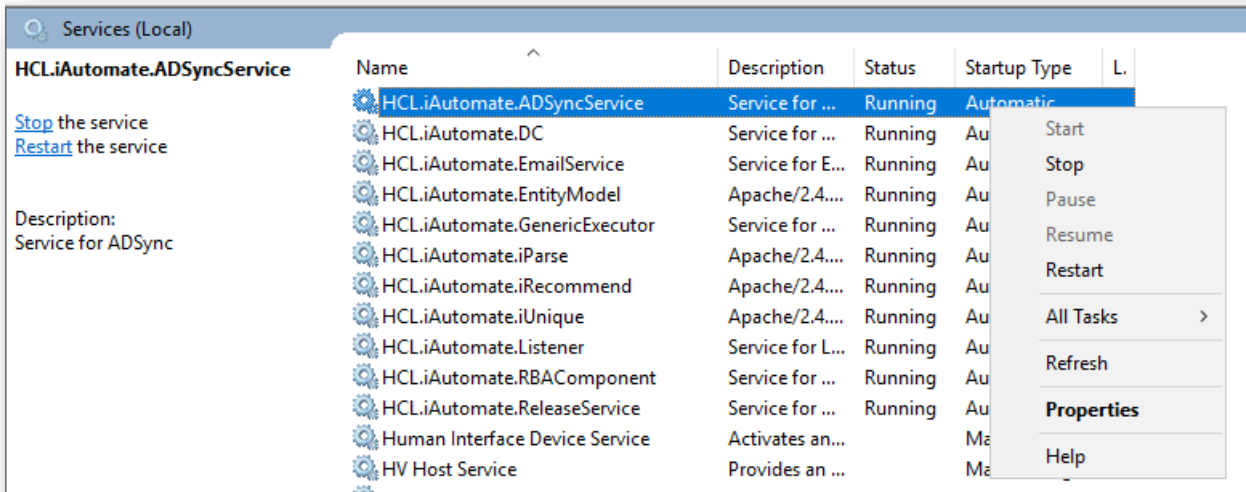 Services (Local)
HCL.iAutomate.ADSyncService
Stop the service
Restart the service
Description:
Service for ADSync
Name Description Status Startup Type L.
HCL.iAutomate.ADSyncService Service for ... Running Automatic
HCL.iAutomate.DC Service for ... Running Au
HCL.iAutomate.EmailService Service for E... Running Au
HCL.iAutomate.EntityModel Apache/2.4.... Running Au
HCL.iAutomate.GenericExecutor Service for ... Running Au
HCL.iAutomate.iParse Apache/2.4.... Running Au
HCL.iAutomate.iRecommend Apache/2.4.... Running Au
HCL.iAutomate.iUnique Apache/2.4.... Running Au
HCL.iAutomate.Listener Service for L... Running Au
HCL.iAutomate.RBAComponent Service for ... Running Au
HCL.iAutomate.ReleaseService Service for ... Running Au
Human Interface Device Service Activates an... Ma
HV Host Service Provides an ... Ma
Start
Stop
Pause
Resume
Restart
All Tasks >
Refresh
Properties
Help